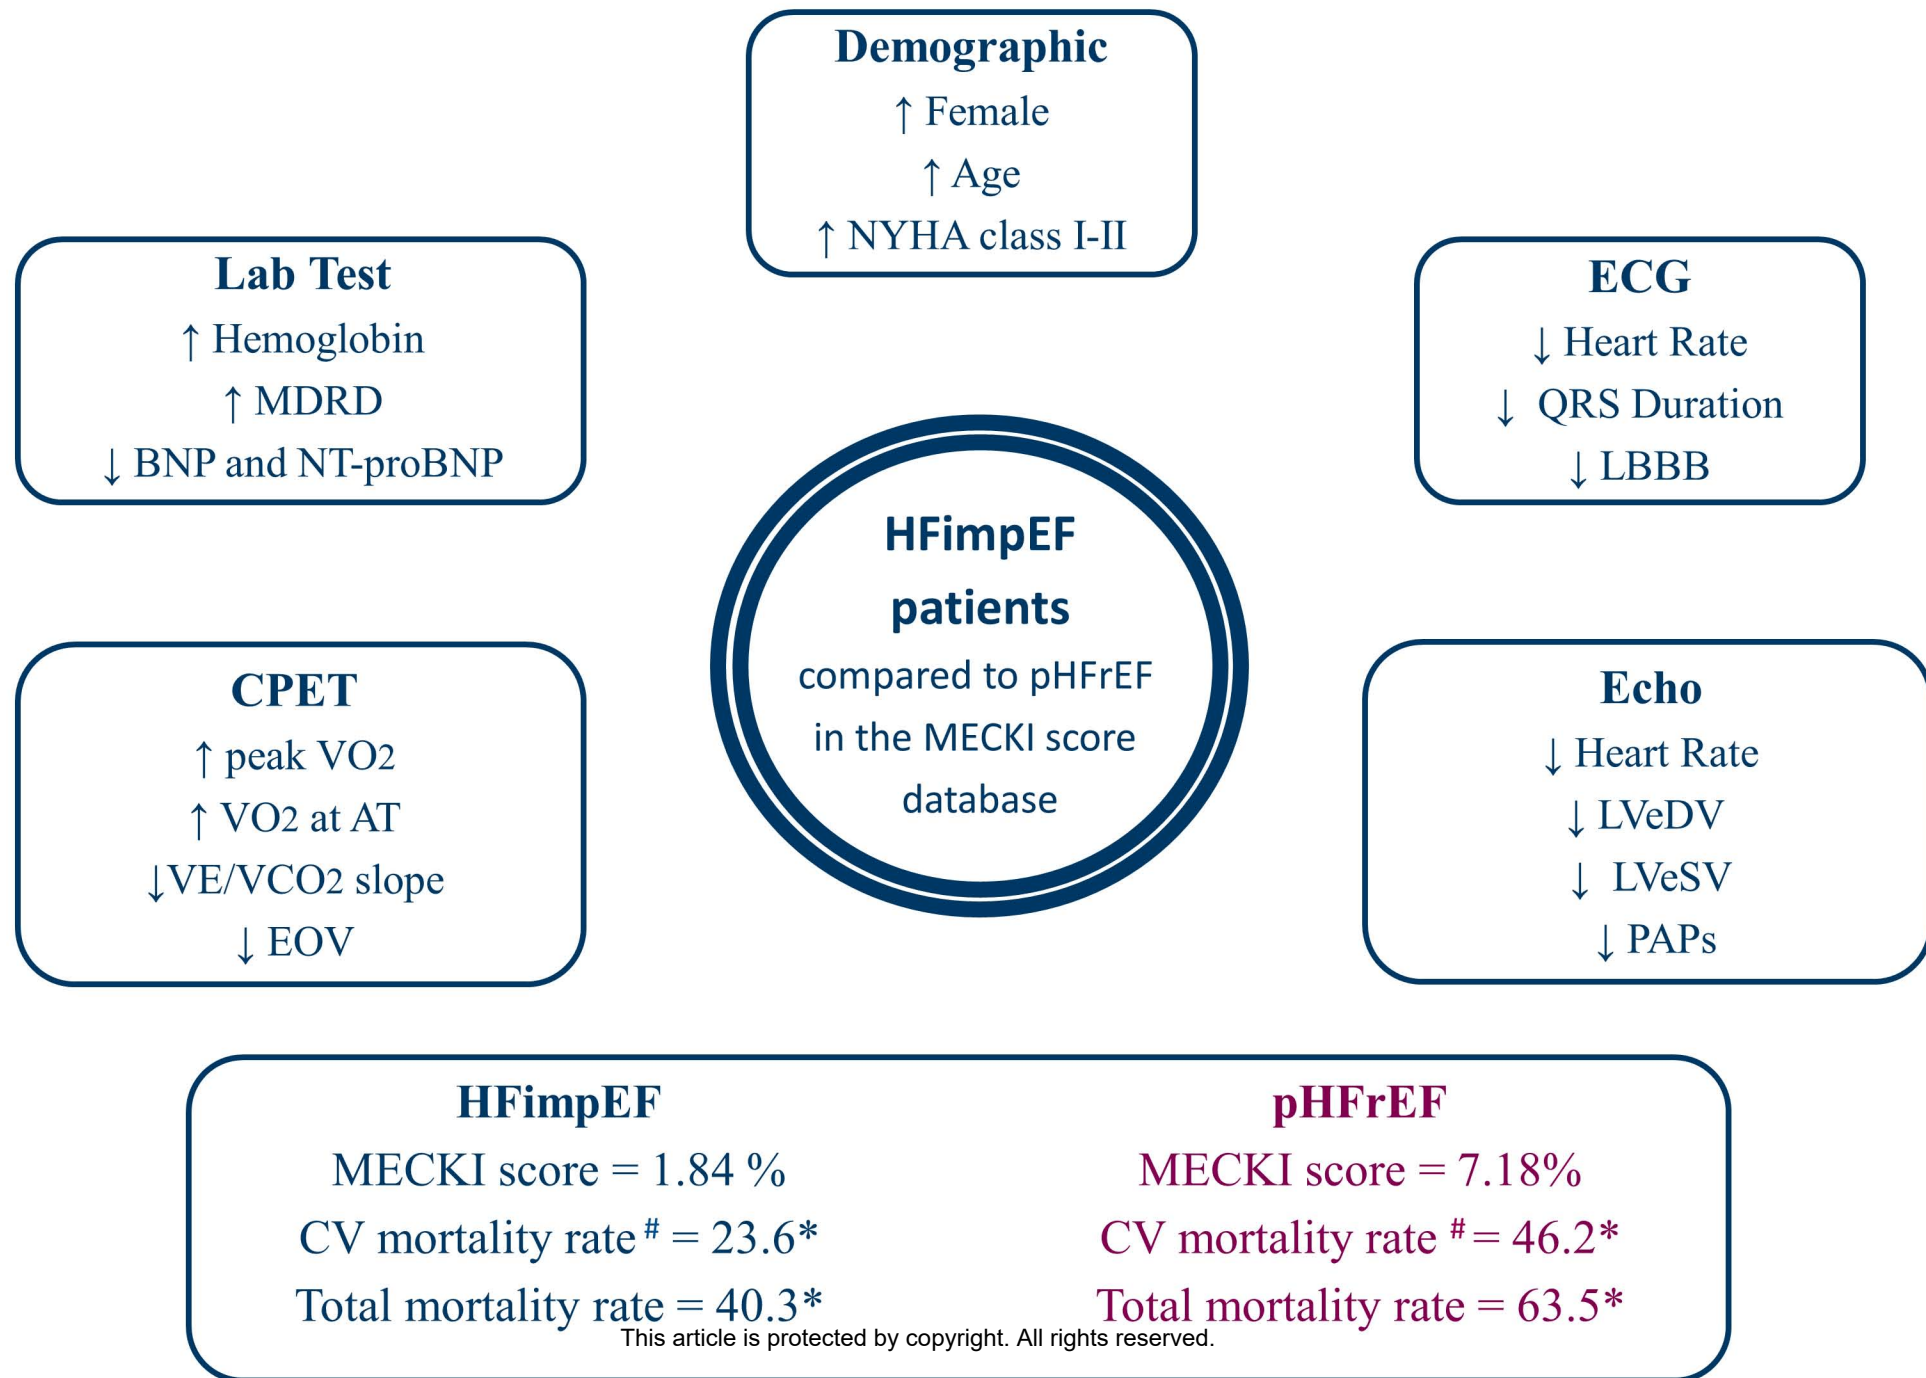 Demographic
↑ Female
↑ Age
↑ NYHA class I-II
Lab Test
↑ Hemoglobin
↑ MDRD
↓ BNP and NT-proBNP
ECG
↓ Heart Rate
↓ QRS Duration
↓ LBBB
HFimpEF
patients
compared to pHFrEF
in the MECKI score
database
CPET
↑ peak VO2
↑ VO2 at AT
↓VE/VCO2 slope
↓ EOV
Echo
↓ Heart Rate
↓ LVeDV
↓ LVeSV
↓ PAPs
HFimpEF
MECKI score = 1.84 %
CV mortality rate # = 23.6*
Total mortality rate = 40.3*
pHFrEF
MECKI score = 7.18%
CV mortality rate # = 46.2*
Total mortality rate = 63.5*
This article is protected by copyright. All rights reserved.